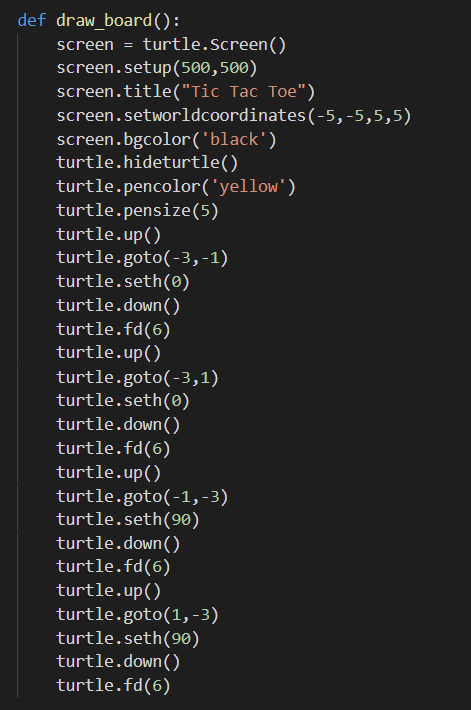 def draw_board():
    screen = turtle.Screen()
    screen.setup(500,500)
    screen.title("Tic Tac Toe")
    screen.setworldcoordinates(-5,-5,5,5)
    screen.bgcolor('black')
    turtle.hideturtle()
    turtle.pencolor('yellow')
    turtle.pensize(5)
    turtle.up()
    turtle.goto(-3,-1)
    turtle.seth(0)
    turtle.down()
    turtle.fd(6)
    turtle.up()
    turtle.goto(-3,1)
    turtle.seth(0)
    turtle.down()
    turtle.fd(6)
    turtle.up()
    turtle.goto(-1,-3)
    turtle.seth(90)
    turtle.down()
    turtle.fd(6)
    turtle.up()
    turtle.goto(1,-3)
    turtle.seth(90)
    turtle.down()
    turtle.fd(6)